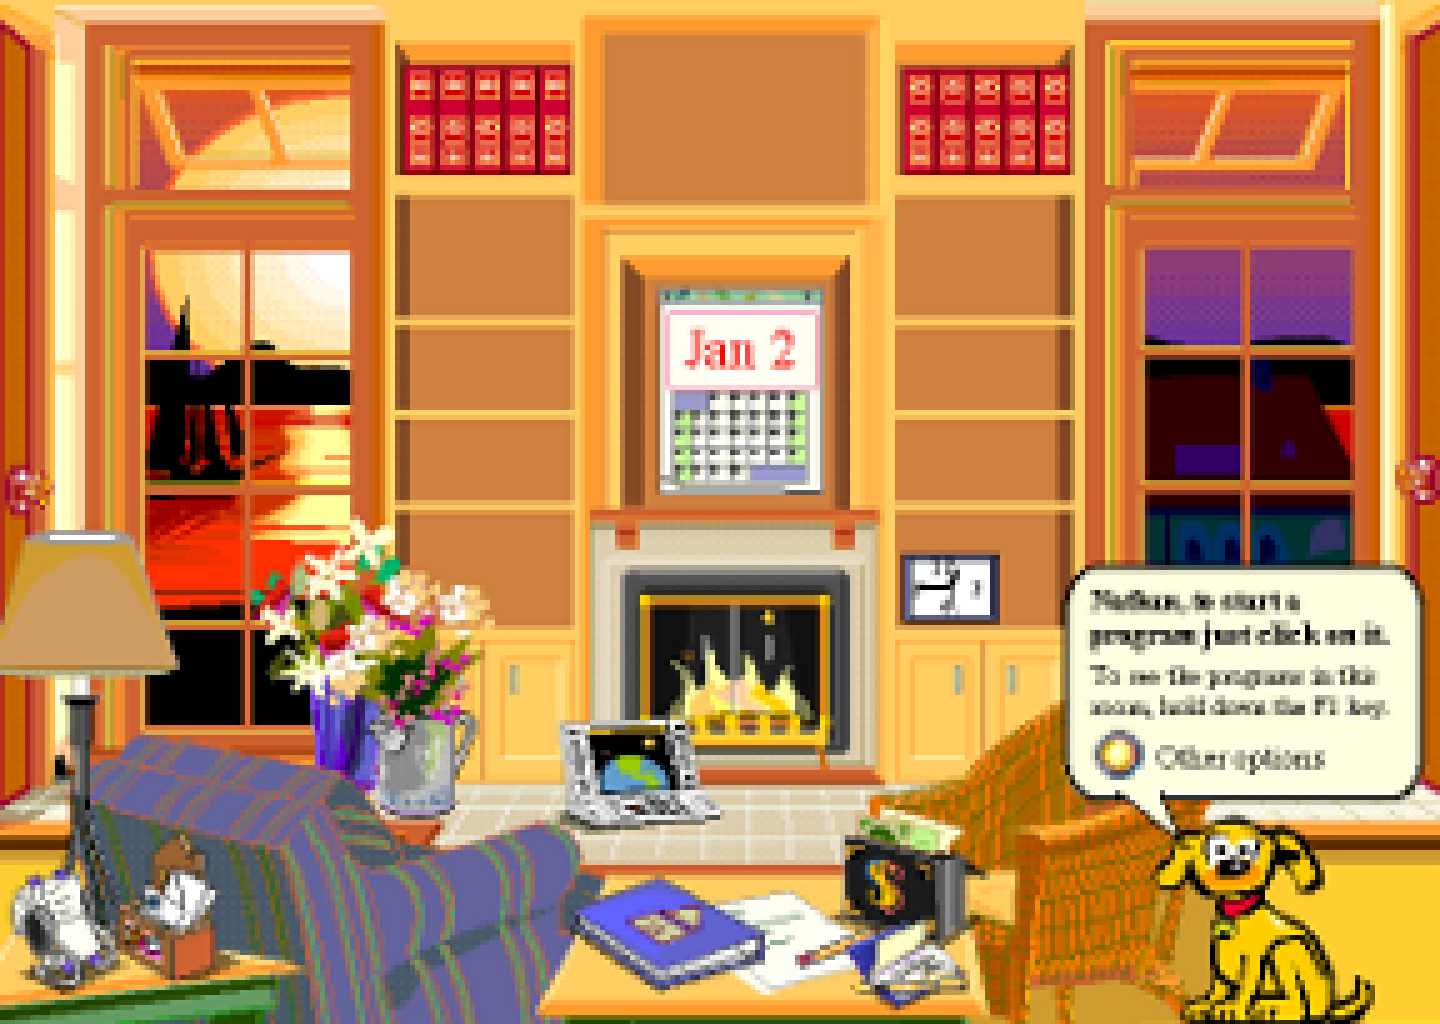 Jan 2
Nathan, to start a
program just click on it.
To see the programs in this
room, hold down the F1 key.
Other options